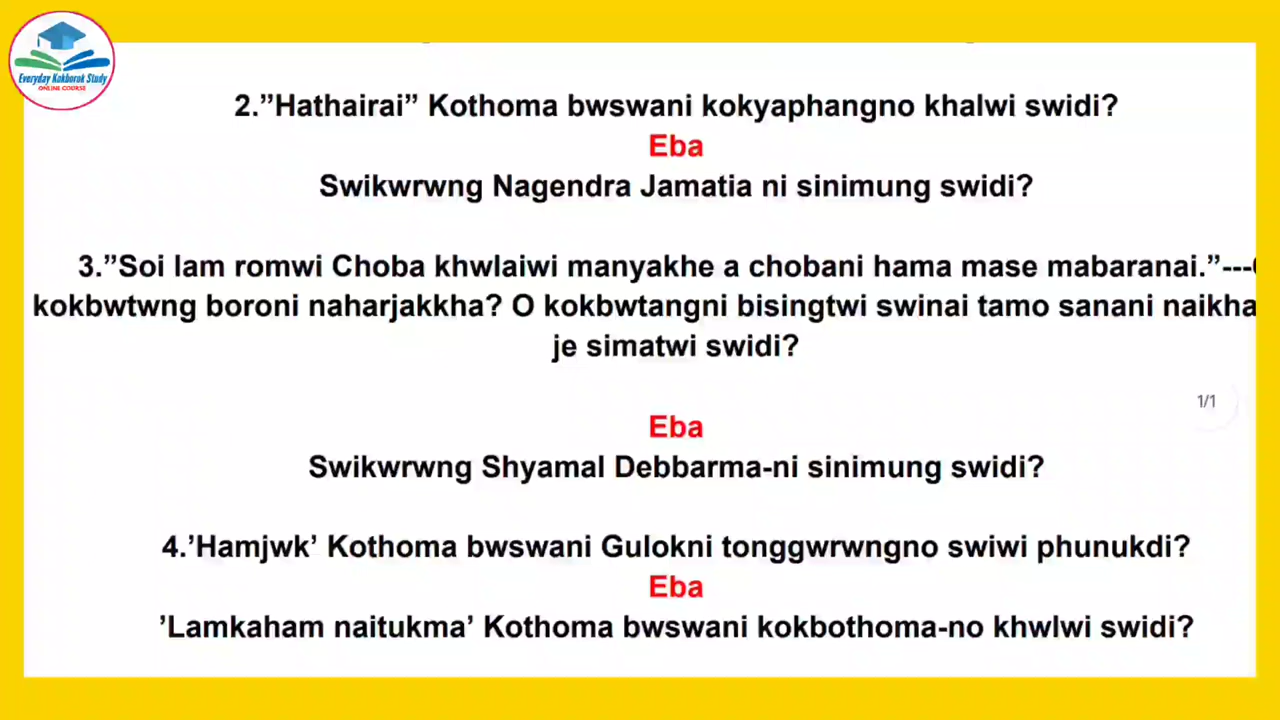 Everyday Kokborok Study
ONLINE COURSE
2.”Hathairai” Kothoma bwswani kokyaphangno khalwi swidi?
Eba
Swikwrwng Nagendra Jamatia ni sinimung swidi?
3.”Soi lam romwi Choba khwlaiwi manyakhe a chobani hama mase mabaranai.”---
kokbwtwng boroni naharjakkha? O kokbwtangni bisingtwi swinai tamo sanani naikha
je simatwi swidi?
1/1
Eba
Swikwrwng Shyamal Debbarma-ni sinimung swidi?
4.’Hamjwk’ Kothoma bwswani Gulokni tonggwrwngno swiwi phunukdi?
Eba
’Lamkaham naitukma’ Kothoma bwswani kokbothoma-no khwlwi swidi?